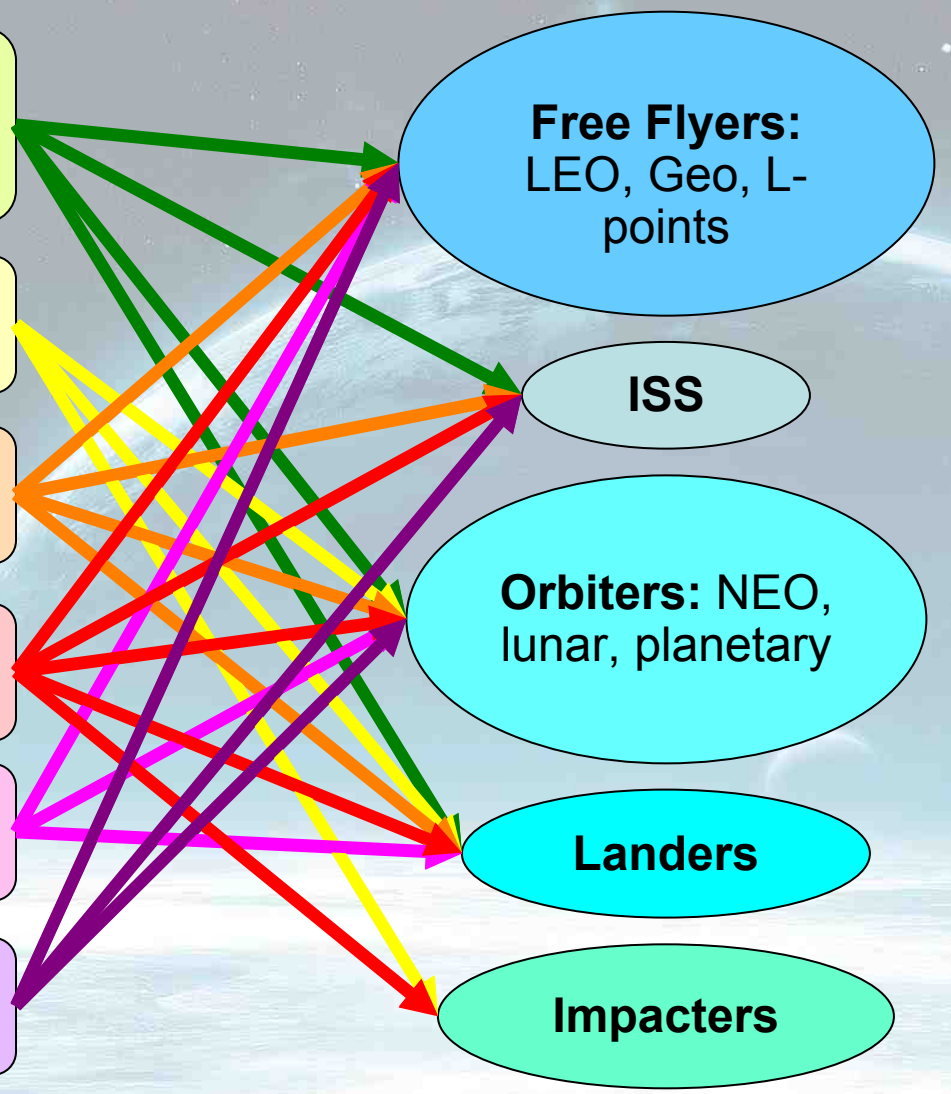 Free Flyers:
LEO, Geo, L-
points
ISS
Orbiters: NEO,
lunar, planetary
Landers
Impacters